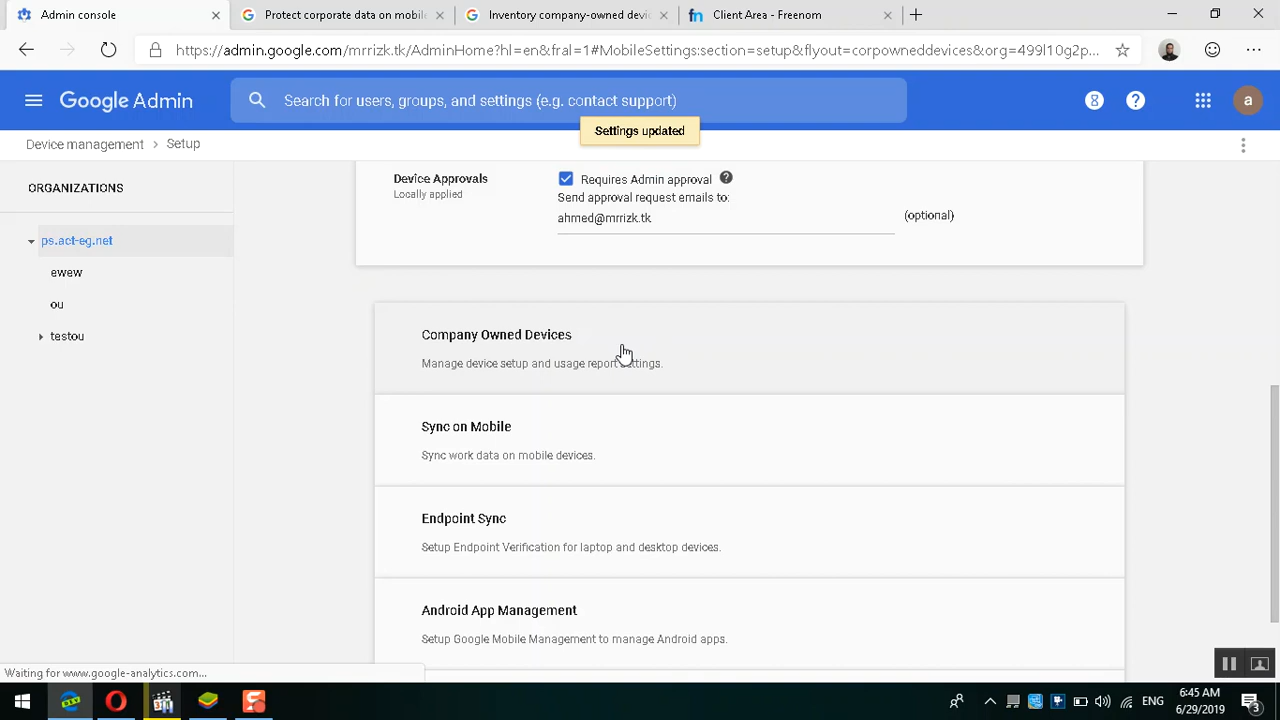 Admin console
Protect corporate data on mobile
Inventory company-owned devic
Client Area - Freenom
https://admin.google.com/mrrizk.tk/AdminHome?hl=en&fral=1#MobileSettings:section=setup&flyout=corpowneddevices&org=499l10g2p...
Google Admin
Search for users, groups, and settings (e.g. contact support)
a
Settings updated
Device management > Setup
ORGANIZATIONS
ps.act-eg.net
ewew
ou
testou
Device Approvals
Locally applied
Requires Admin approval
Send approval request emails to:
ahmed@mrrizk.tk
(optional)
Company Owned Devices
Manage device setup and usage report settings.
Sync on Mobile
Sync work data on mobile devices.
Endpoint Sync
Setup Endpoint Verification for laptop and desktop devices.
Android App Management
Setup Google Mobile Management to manage Android apps.
Waiting for www.google-analytics.com...
ENG
6:45 AM
6/29/2019
3